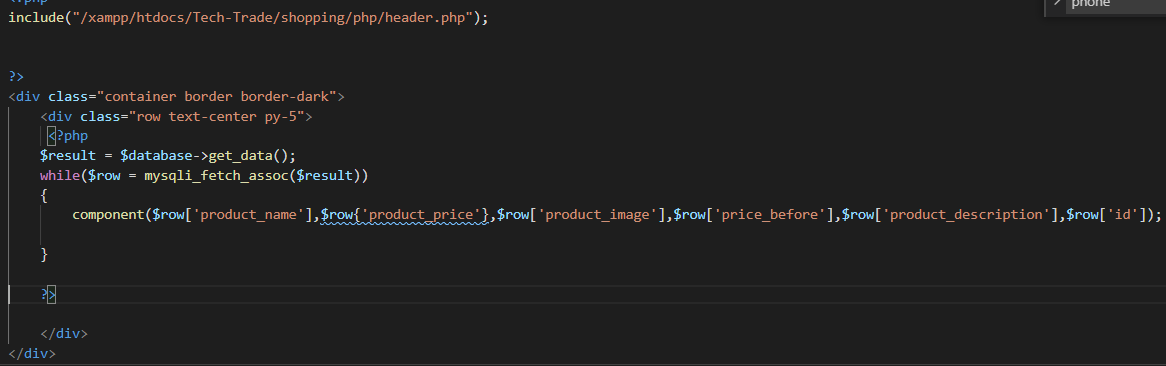 <?php
phone
include("/xampp/htdocs/Tech-Trade/shopping/php/header.php");
?>
<div class="container border border-dark">
<div class="row text-center py-5">
<?php
$result = $database->get_data();
while($row = mysqli_fetch_assoc($result))
{
component($row['product_name'],$row{'product_price'},$row['product_image'],$row['price_before'],$row['product_description'],$row['id']);
}
?>
</div>
</div>